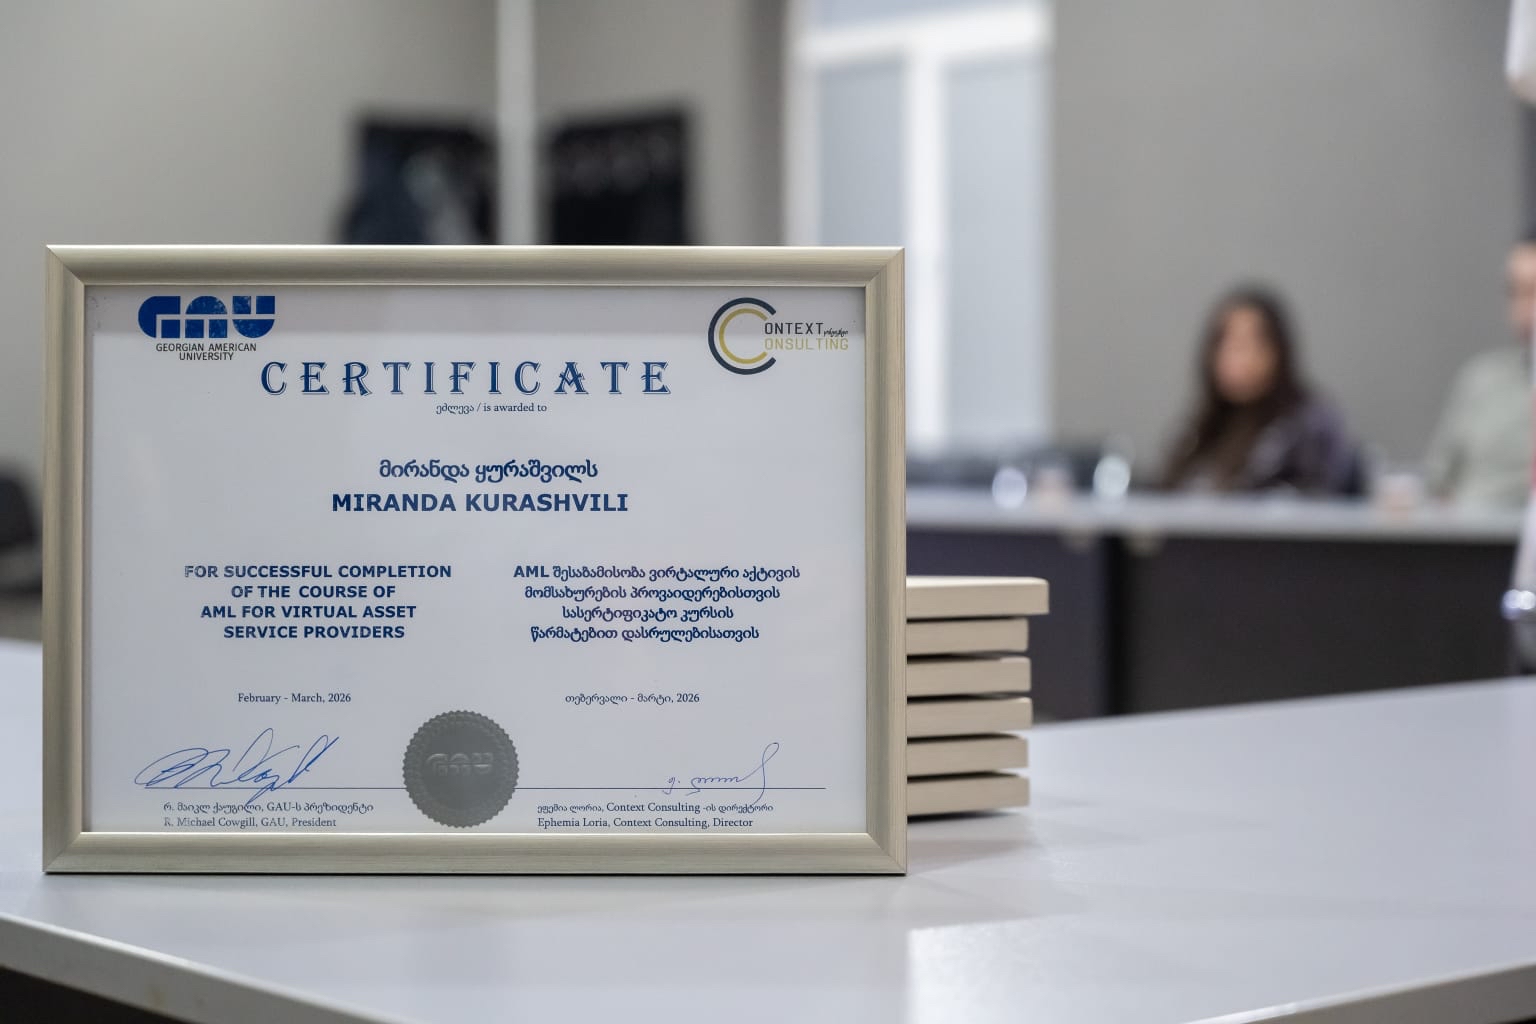 GAU
GEORGIAN AMERICAN
UNIVERSITY
CONTEXT
CONSULTING
CERTIFICATE
ეძლევა / is awarded to
მირანდა ყურაშვილს
MIRANDA KURASHVILI
FOR SUCCESSFUL COMPLETION
OF THE COURSE OF
AML FOR VIRTUAL ASSET
SERVICE PROVIDERS
AML შესაბამისობა ვირტალური აქტივის
მომსახურების პროვაიდერებისთვის
სასერტიფიკატო კურსის
წარმატებით დასრულებისათვის
February - March, 2026
თებერვალი - მარტი, 2026
GAU
რ. მაიკლ ქაუგილი, GAU-ს პრეზიდენტი
R. Michael Cowgill, GAU, President
ეფემია ლორია, Context Consulting -ის დირექტორი
Ephemia Loria, Context Consulting, Director